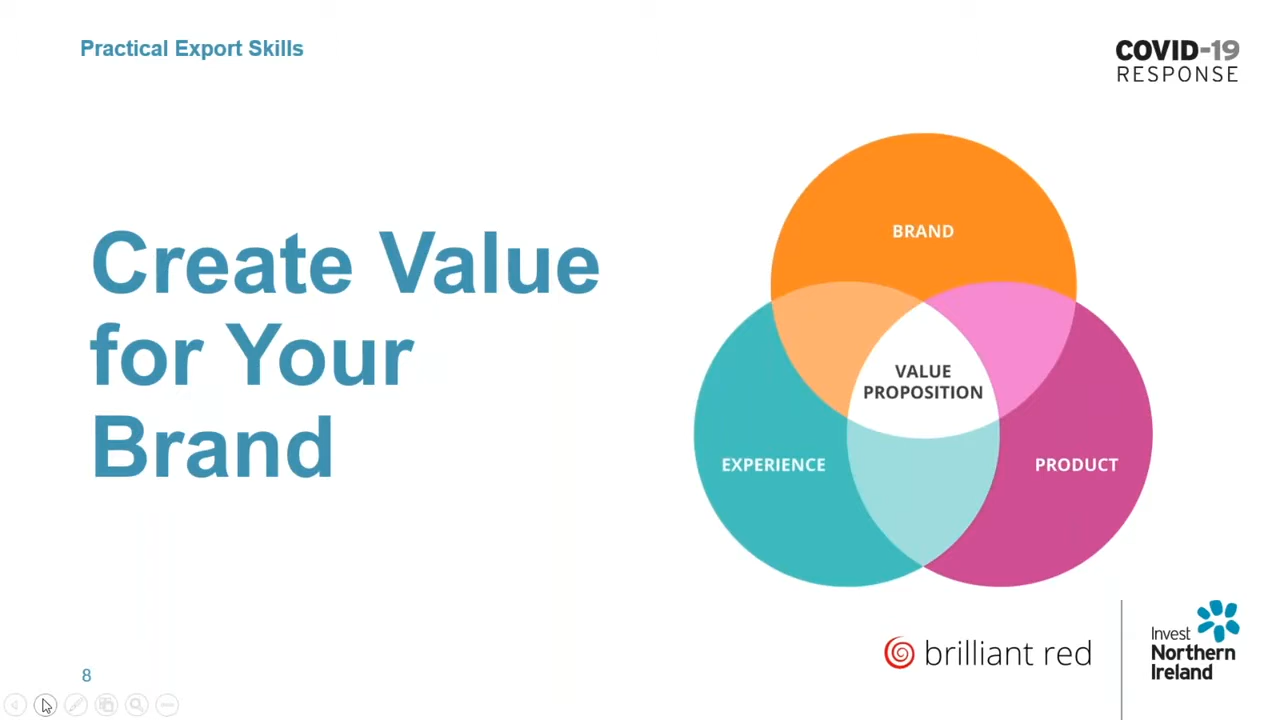 Practical Export Skills
COVID-19
RESPONSE
Create Value
for Your
Brand
BRAND
VALUE
PROPOSITION
EXPERIENCE
PRODUCT
brilliant red
Invest
Northern
Ireland
8